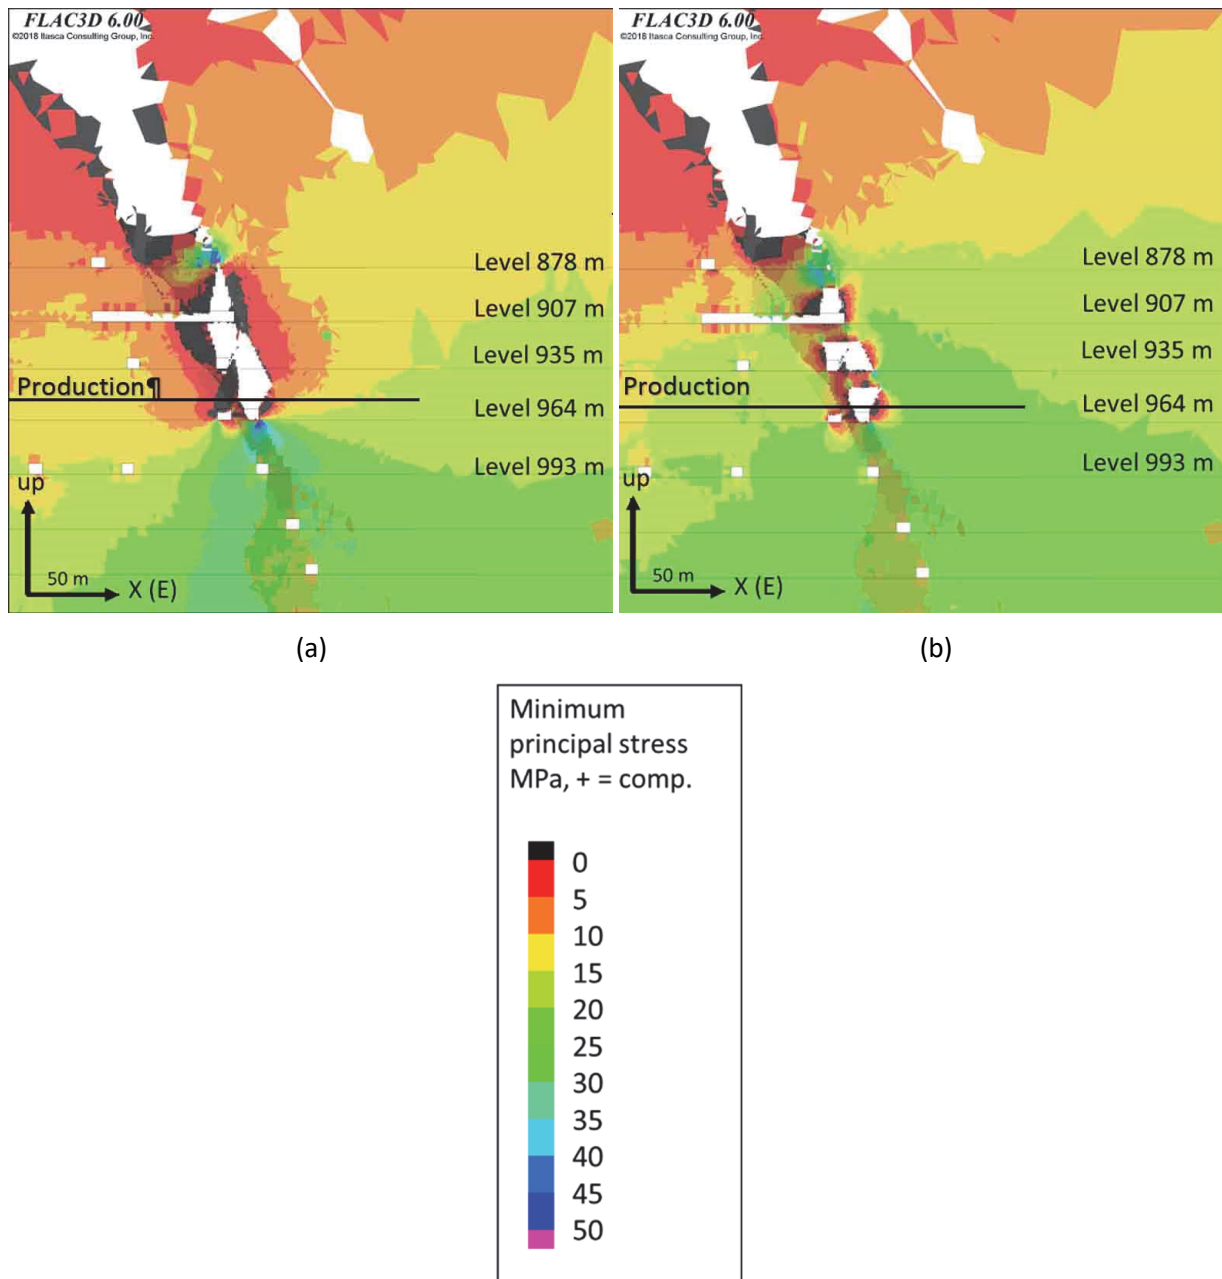 FLAC3D 6.00
©2018 Itasca Consulting Group, Inc.
Level 878 m
Level 907 m
Level 935 m
Production¶
Level 964 m
Level 993 m
up
50 m
X (E)
(a)
FLAC3D 6.00
©2018 Itasca Consulting Group, Inc.
Level 878 m
Level 907 m
Level 935 m
Production
Level 964 m
Level 993 m
up
50 m
X (E)
(b)
Minimum
principal stress
MPa, + = comp.
0
5
10
15
20
25
30
35
40
45
50